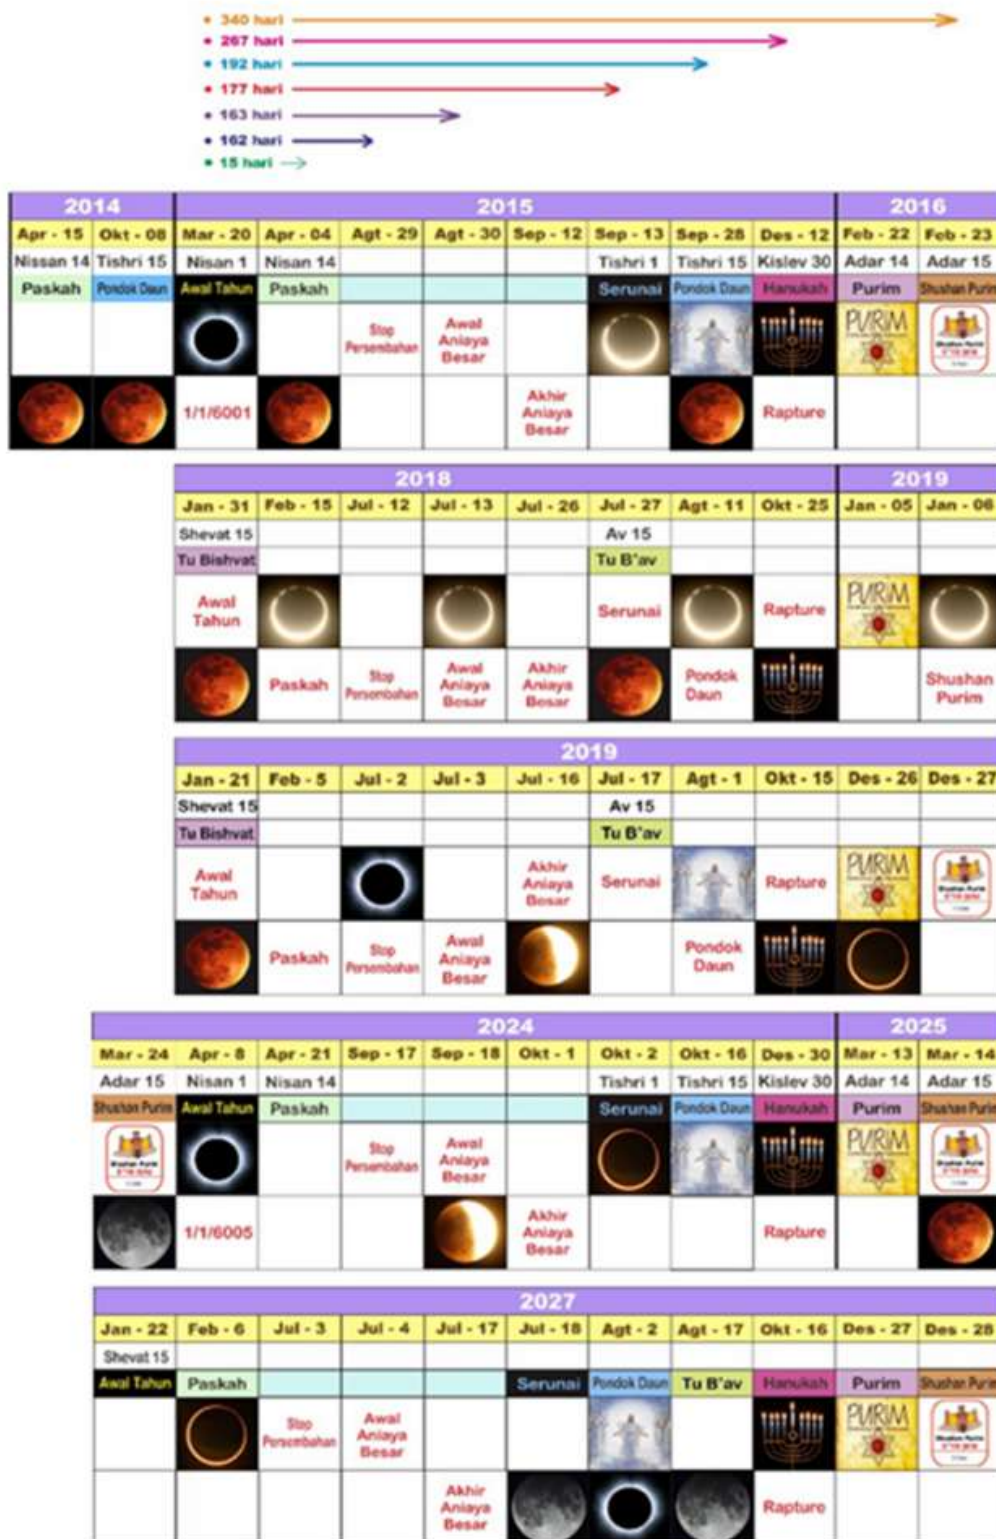 • 340 hari
• 267 hari
• 192 hari
• 177 hari
• 163 hari
• 162 hari
• 15 hari
2014 2015 2016
Apr - 15 Okt - 08 Mar - 20 Apr - 04 Agt - 29 Agt - 30 Sep - 12 Sep - 13 Sep - 28 Des - 12 Feb - 22 Feb - 23
Nissan 14 Tishri 15 Nisan 1 Nisan 14 Tishri 1 Tishri 15 Kislev 30 Adar 14 Adar 15
Paskah Pondok Daun Awal Tahun Paskah Serunai Pondok Daun Hanukah Purim Shushan Purim
Stop Persembahan Awal Aniaya Besar PURIM Shushan Purim
1/1/6001 Akhir Aniaya Besar Rapture
2018 2019
Jan - 31 Feb - 15 Jul - 12 Jul - 13 Jul - 26 Jul - 27 Agt - 11 Okt - 25 Jan - 05 Jan - 06
Shevat 15 Av 15
Tu Bishvat Tu B'av
Awal Tahun Serunai Rapture PURIM
Paskah Stop Persembahan Awal Aniaya Besar Akhir Aniaya Besar Pondok Daun Shushan Purim
2019
Jan - 21 Feb - 5 Jul - 2 Jul - 3 Jul - 16 Jul - 17 Agt - 1 Okt - 15 Des - 26 Des - 27
Shevat 15 Av 15
Tu Bishvat Tu B'av
Awal Tahun Akhir Aniaya Besar Serunai Rapture PURIM Shushan Purim
Paskah Stop Persembahan Awal Aniaya Besar Pondok Daun
2024 2025
Mar - 24 Apr - 8 Apr - 21 Sep - 17 Sep - 18 Okt - 1 Okt - 2 Okt - 16 Des - 30 Mar - 13 Mar - 14
Adar 15 Nisan 1 Nisan 14 Tishri 1 Tishri 15 Kislev 30 Adar 14 Adar 15
Shushan Purim Awal Tahun Paskah Serunai Pondok Daun Hanukah Purim Shushan Purim
Shushan Purim Stop Persembahan Awal Aniaya Besar PURIM Shushan Purim
1/1/6005 Akhir Aniaya Besar Rapture
2027
Jan - 22 Feb - 6 Jul - 3 Jul - 4 Jul - 17 Jul - 18 Agt - 2 Agt - 17 Okt - 16 Des - 27 Des - 28
Shevat 15
Awal Tahun Paskah Serunai Pondok Daun Tu B'av Hanukah Purim Shushan Purim
Stop Persembahan Awal Aniaya Besar PURIM Shushan Purim
Akhir Aniaya Besar Rapture